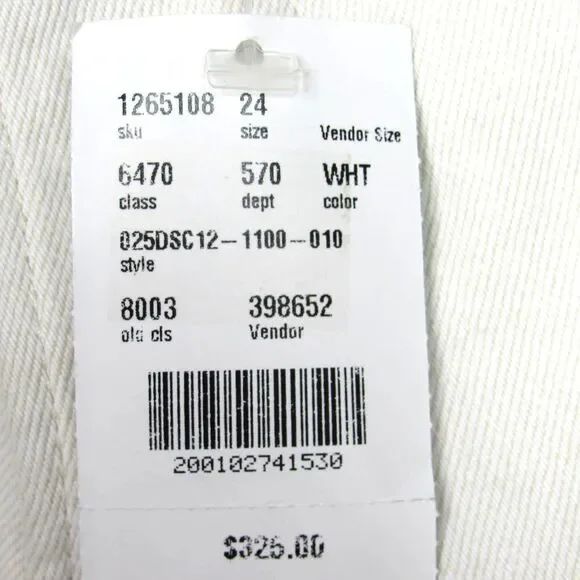 1265108 24
sku size Vendor Size
6470 570 WHT
class dept color
025DSC12-1100-010
style
8003 398652
old cls Vendor
200102741530
$325.00